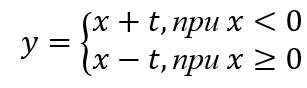 y = { x + t, при x < 0
x − t, при x ≥ 0